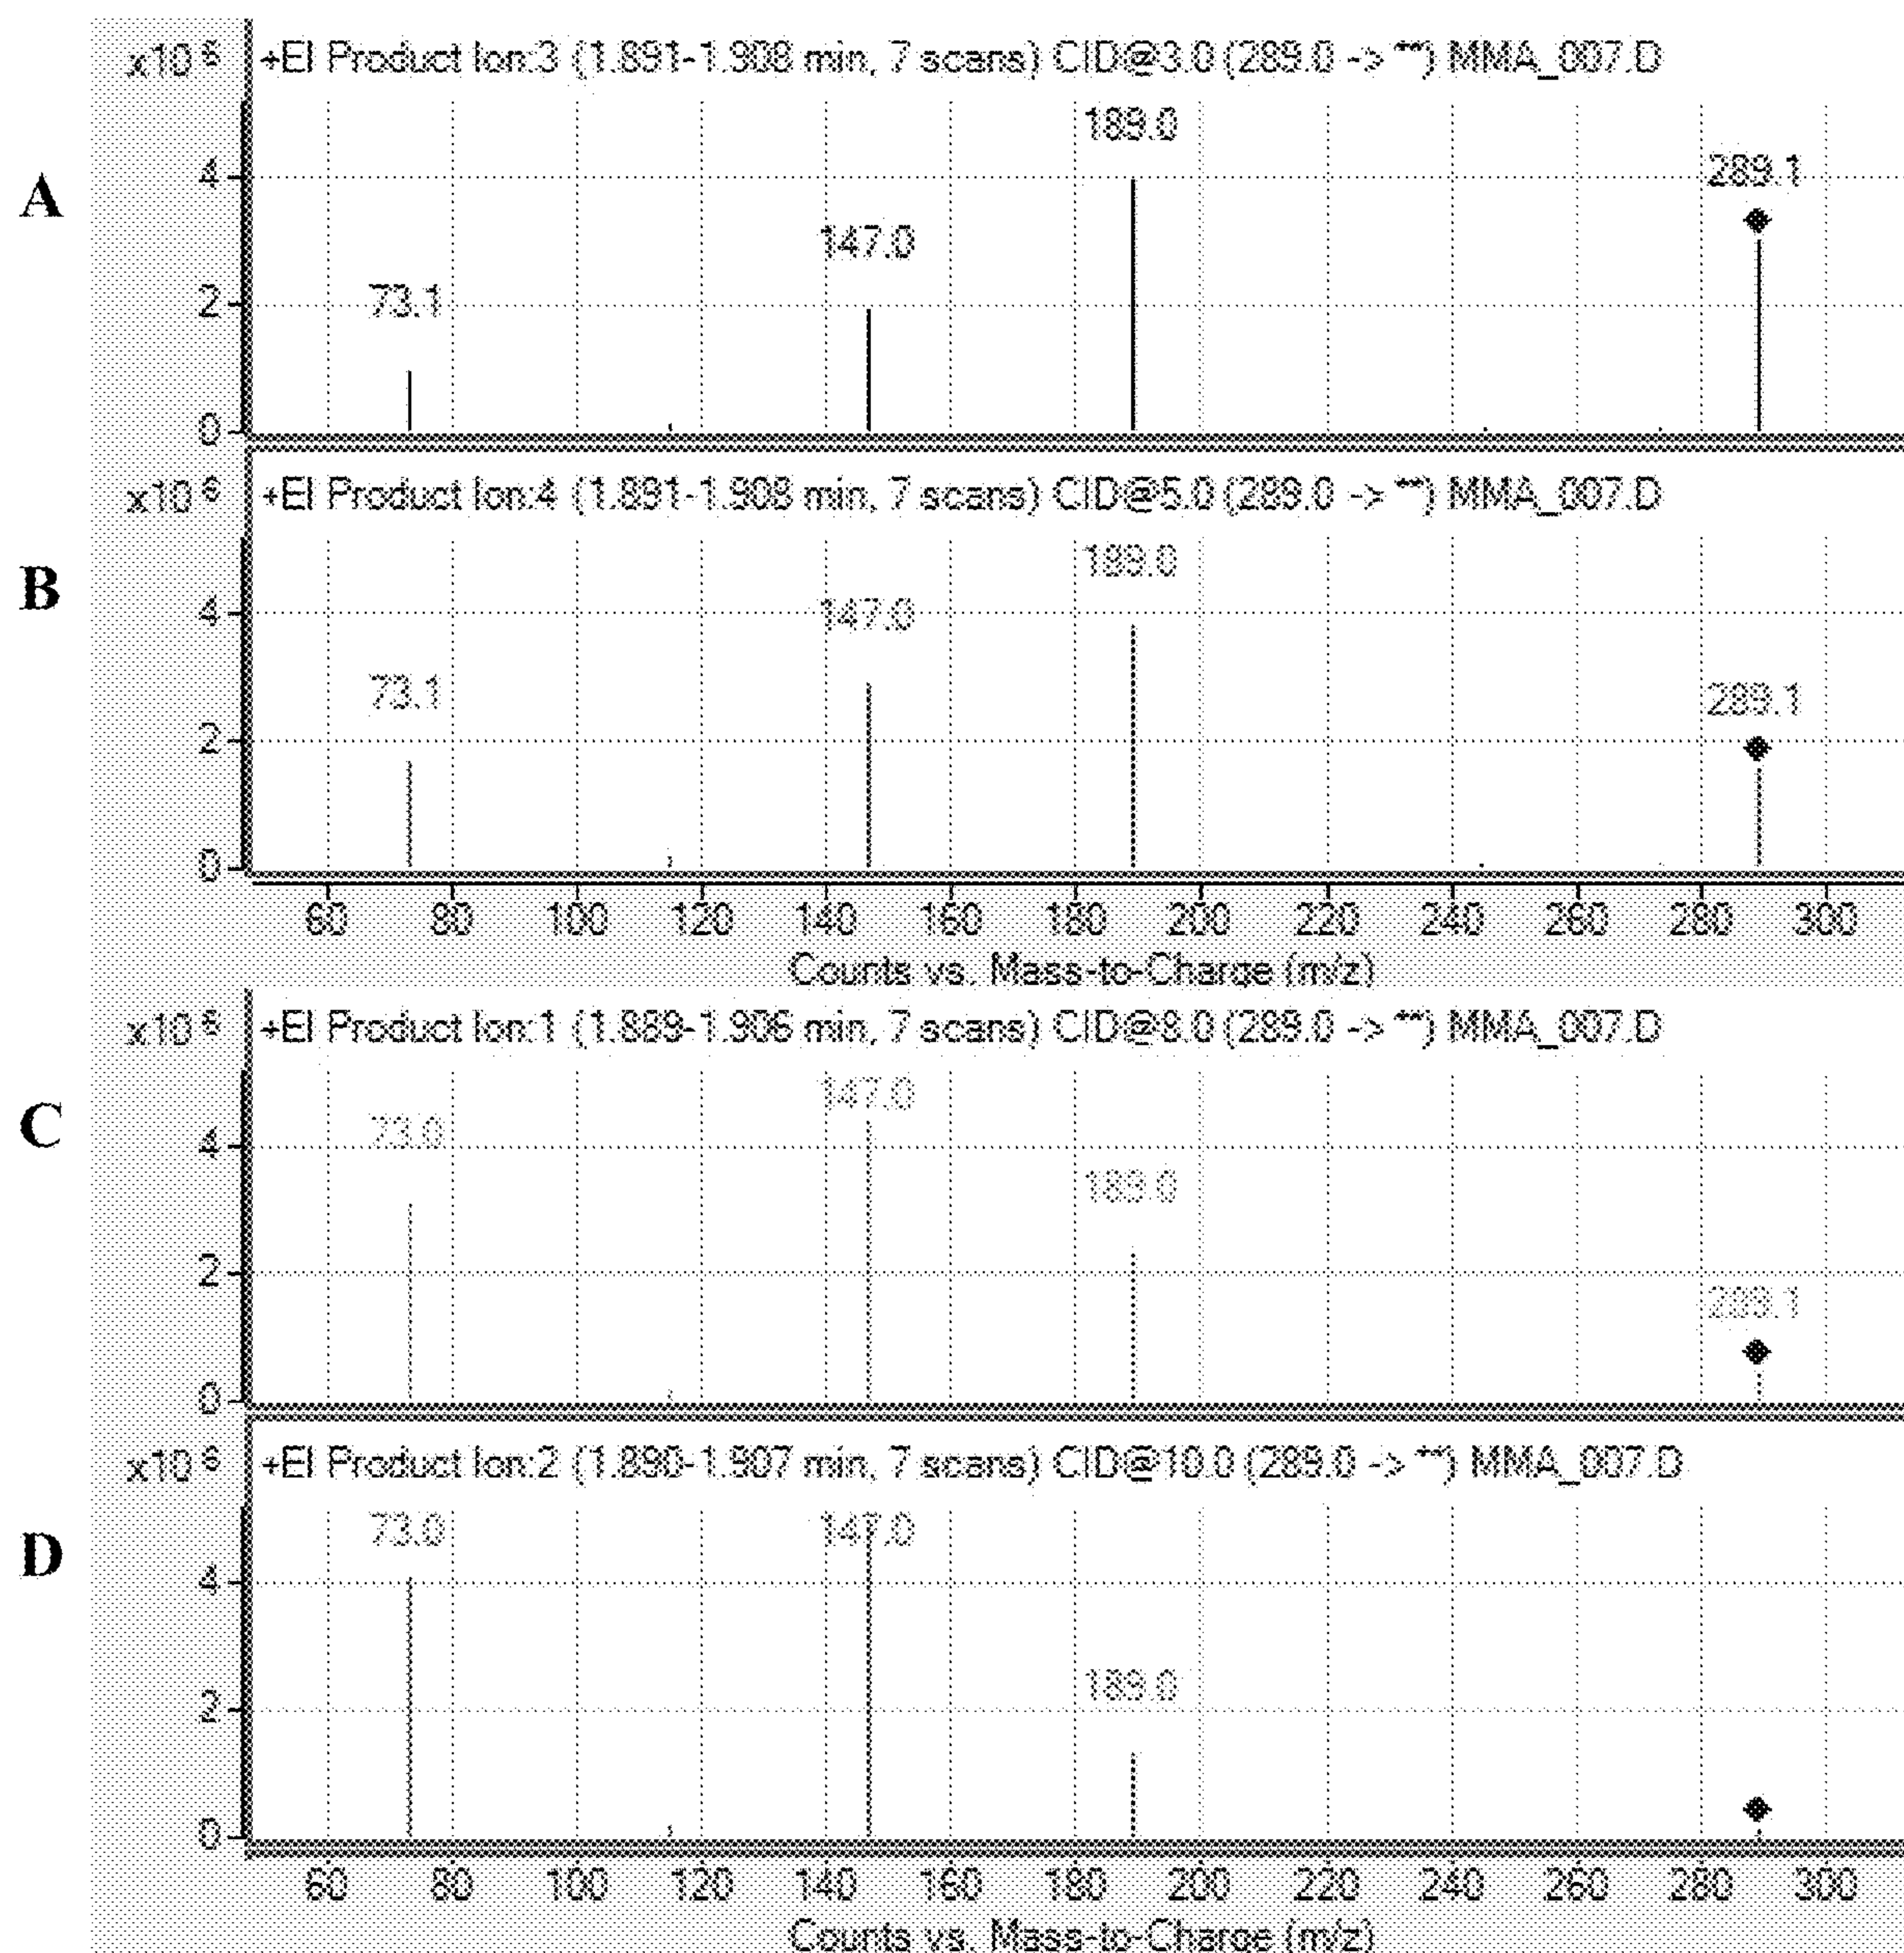 x10 6 +EI Product Ion:3 (1.891-1.908 min, 7 scans) CID@3.0 (289.0 -> **) MMA_007.D
189.0
289.1
4
A
147.0
73.1
2
0
x10 6 +EI Product Ion:4 (1.891-1.908 min, 7 scans) CID@5.0 (289.0 -> **) MMA_007.D
189.0
B
4
147.0
73.1
289.1
2
0
60 80 100 120 140 160 180 200 220 240 260 280 300
Counts vs. Mass-to-Charge (m/z)
x10 6 +EI Product Ion:1 (1.889-1.906 min, 7 scans) CID@8.0 (289.0 -> **) MMA_007.D
147.0
C
73.0
4
189.0
2
289.1
0
x10 6 +EI Product Ion:2 (1.890-1.907 min, 7 scans) CID@10.0 (289.0 -> **) MMA_007.D
73.0
147.0
D
4
189.0
2
0
60 80 100 120 140 160 180 200 220 240 260 280 300
Counts vs. Mass-to-Charge (m/z)